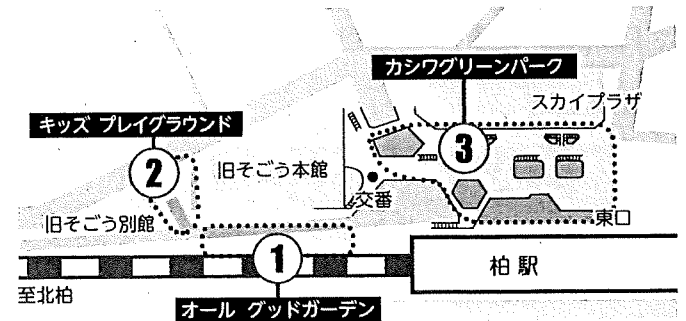 カシワグリーンパーク
スカイプラザ
キッズ プレイグラウンド
3
2
旧そごう本館
交番
旧そごう別館
東口
1
柏駅
至北柏
オール グッドガーデン